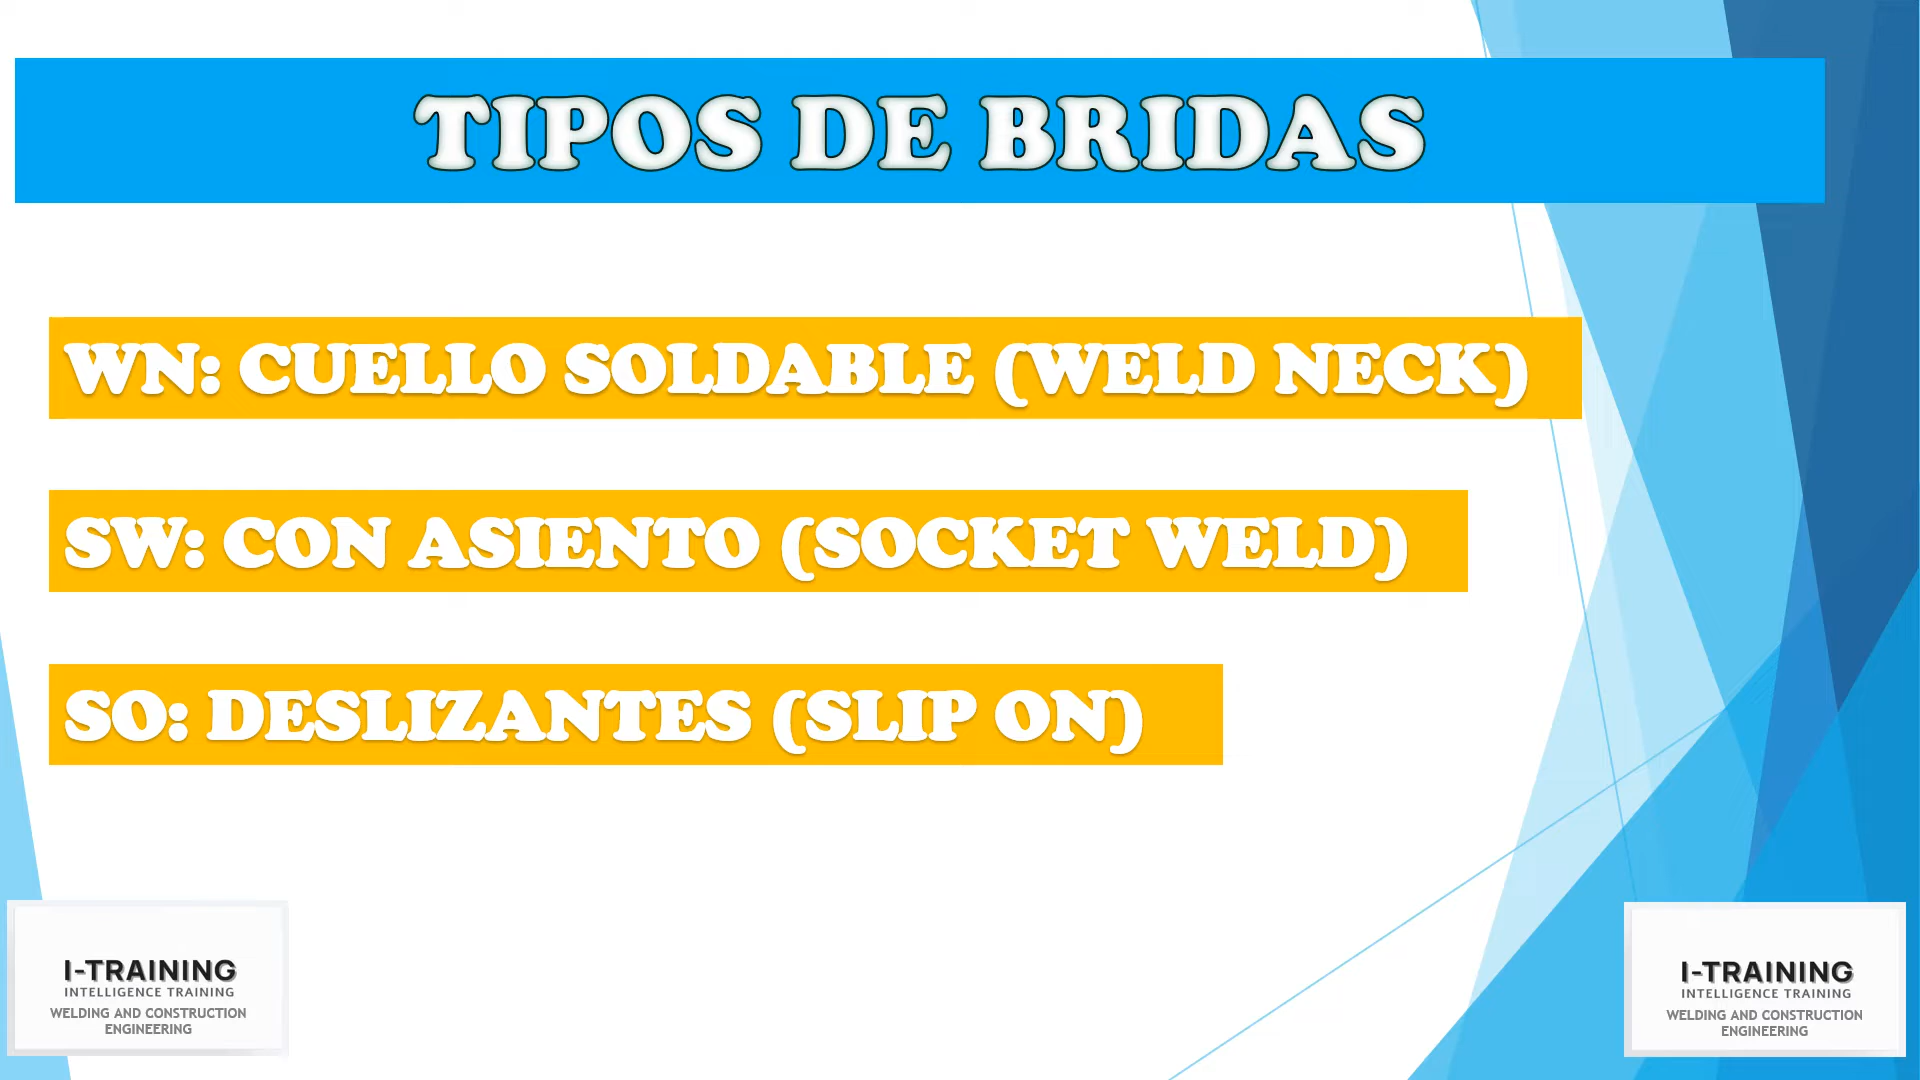 TIPOS DE BRIDAS
WN: CUELLO SOLDABLE (WELD NECK)
SW: CON ASIENTO (SOCKET WELD)
SO: DESLIZANTES (SLIP ON)
I-TRAINING
INTELLIGENCE TRAINING
WELDING AND CONSTRUCTION
ENGINEERING
I-TRAINING
INTELLIGENCE TRAINING
WELDING AND CONSTRUCTION
ENGINEERING